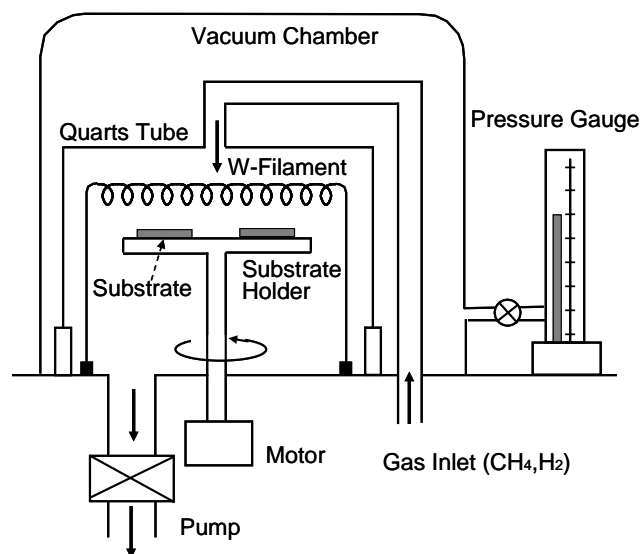 Vacuum Chamber
Pressure Gauge
Quarts Tube
W-Filament
Substrate
Substrate
Holder
Motor
Gas Inlet (CH₄,H₂)
Pump